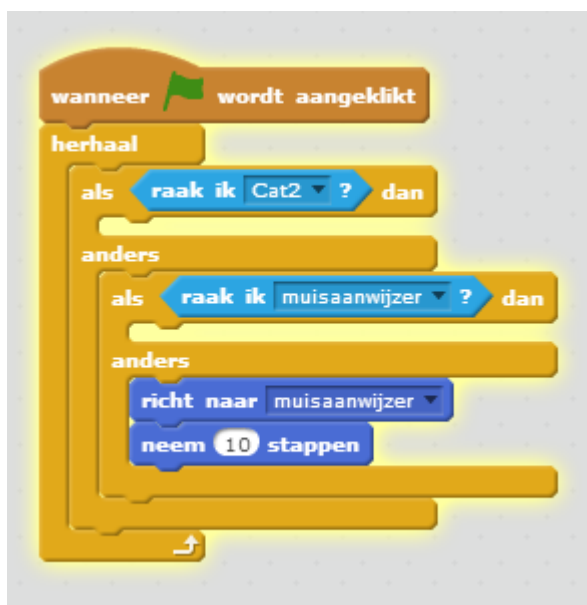 wanneer wordt aangeklikt
herhaal
als raak ik Cat2 ? dan
anders
als raak ik muisaanwijzer ? dan
anders
richt naar muisaanwijzer
neem 10 stappen